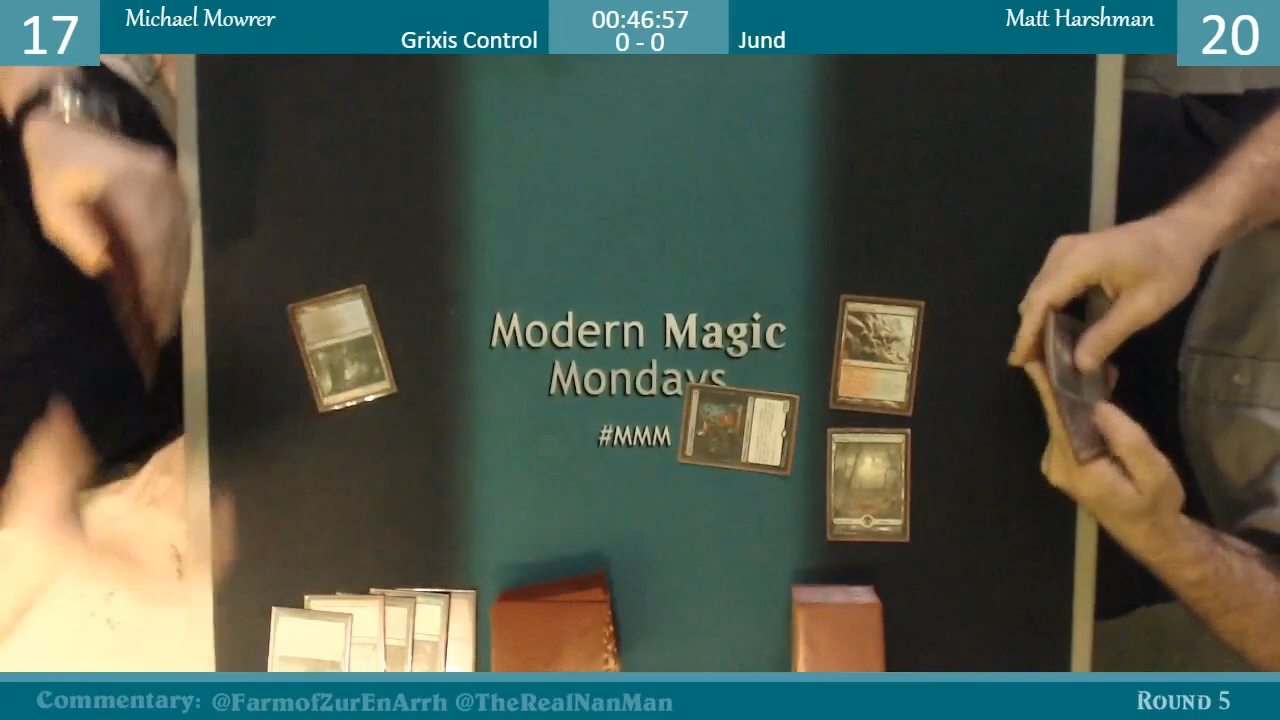 17
Michael Mowrer
Grixis Control
00:46:57
0 - 0
Jund
Matt Harshman
20
Modern Magic
Mondays
#MMM
Commentary: @FarmofZurEnArrh @TheRealNanMan
Round 5